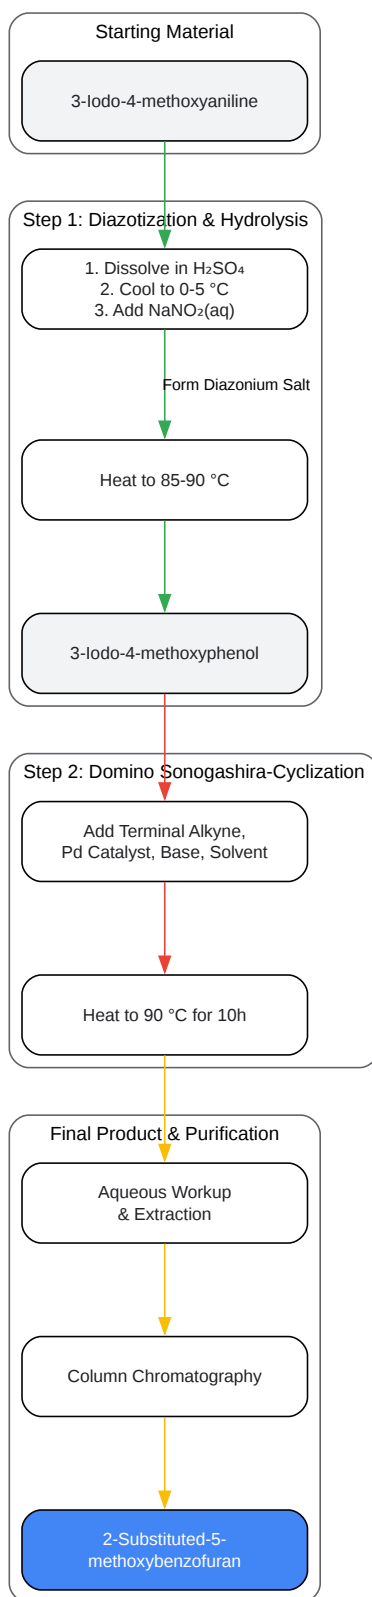 Starting Material
3-Iodo-4-methoxyaniline
Step 1: Diazotization & Hydrolysis
1. Dissolve in H₂SO₄
2. Cool to 0-5 °C
3. Add NaNO₂(aq)
Form Diazonium Salt
Heat to 85-90 °C
3-Iodo-4-methoxyphenol
Step 2: Domino Sonogashira-Cyclization
Add Terminal Alkyne,
Pd Catalyst, Base, Solvent
Heat to 90 °C for 10h
Final Product & Purification
Aqueous Workup
& Extraction
Column Chromatography
2-Substituted-5-
methoxybenzofuran